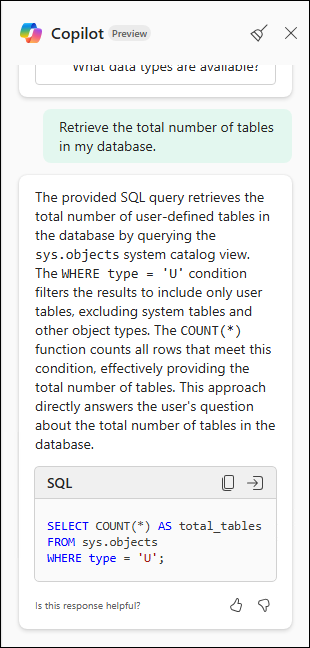 Copilot Preview
What data types are available?
Retrieve the total number of tables
in my database.
The provided SQL query retrieves the
total number of user-defined tables in
the database by querying the
sys.objects system catalog view.
The WHERE type = 'U' condition
filters the results to include only user
tables, excluding system tables and
other object types. The COUNT(*)
function counts all rows that meet this
condition, effectively providing the
total number of tables. This approach
directly answers the user's question
about the total number of tables in the
database.
SQL
SELECT COUNT(*) AS total_tables
FROM sys.objects
WHERE type = 'U';
Is this response helpful?